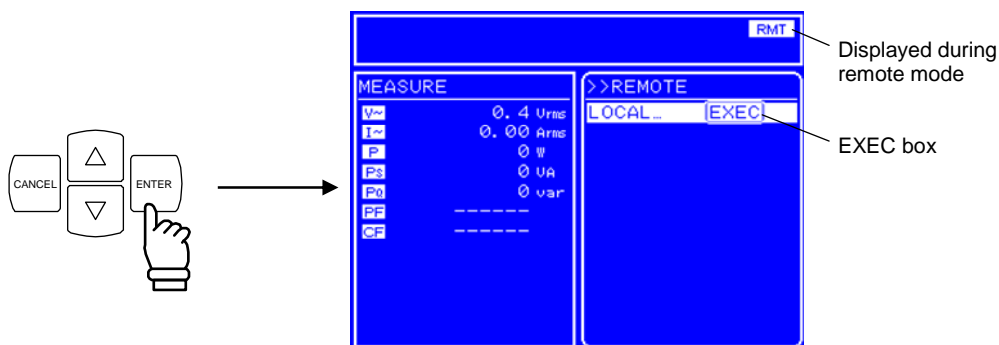 RMT
Displayed during
remote mode
MEASURE
>>REMOTE
V~ 0.4 Vrms
LOCAL… EXEC
I~ 0.00 Arms
EXEC box
P 0 W
PS 0 VA
PQ 0 var
PF ------
CF ------
CANCEL
ENTER